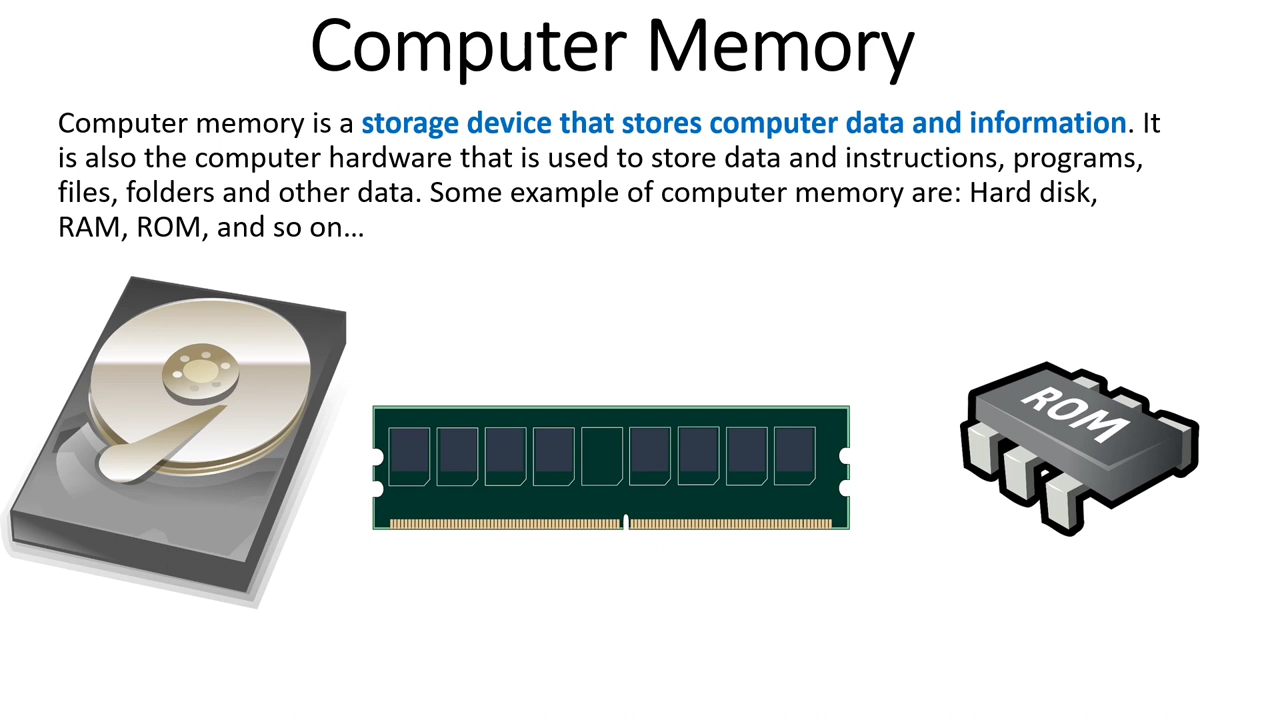 Computer Memory
Computer memory is a storage device that stores computer data and information. It
is also the computer hardware that is used to store data and instructions, programs,
files, folders and other data. Some example of computer memory are: Hard disk,
RAM, ROM, and so on…
ROM